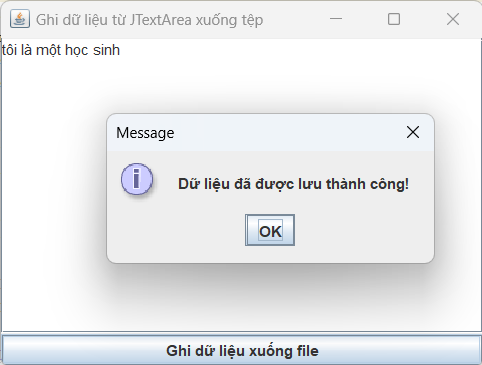 Ghi dữ liệu từ JTextArea xuống tệp
tôi là một học sinh
Message
Dữ liệu đã được lưu thành công!
OK
Ghi dữ liệu xuống file